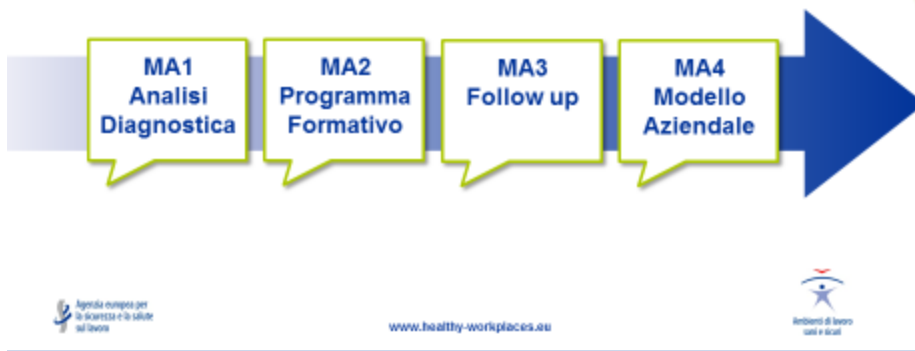 MA1
Analisi
Diagnostica
MA2
Programma
Formativo
MA3
Follow up
MA4
Modello
Aziendale
Agenzia europea per
la sicurezza e la salute
sul lavoro
www.healthy-workplaces.eu
Ambienti di lavoro
sani e sicuri